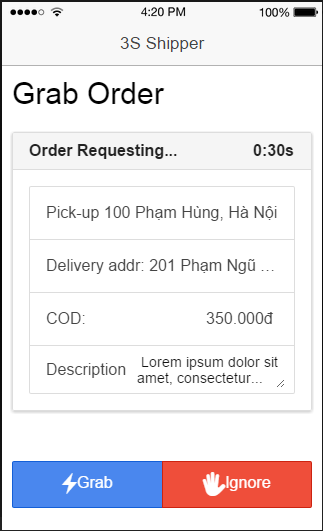 4:20 PM 100%
3S Shipper
Grab Order
Order Requesting... 0:30s
Pick-up 100 Phạm Hùng, Hà Nội
Delivery addr: 201 Phạm Ngũ ...
COD: 350.000đ
Description Lorem ipsum dolor sit
amet, consectetur...
Grab Ignore